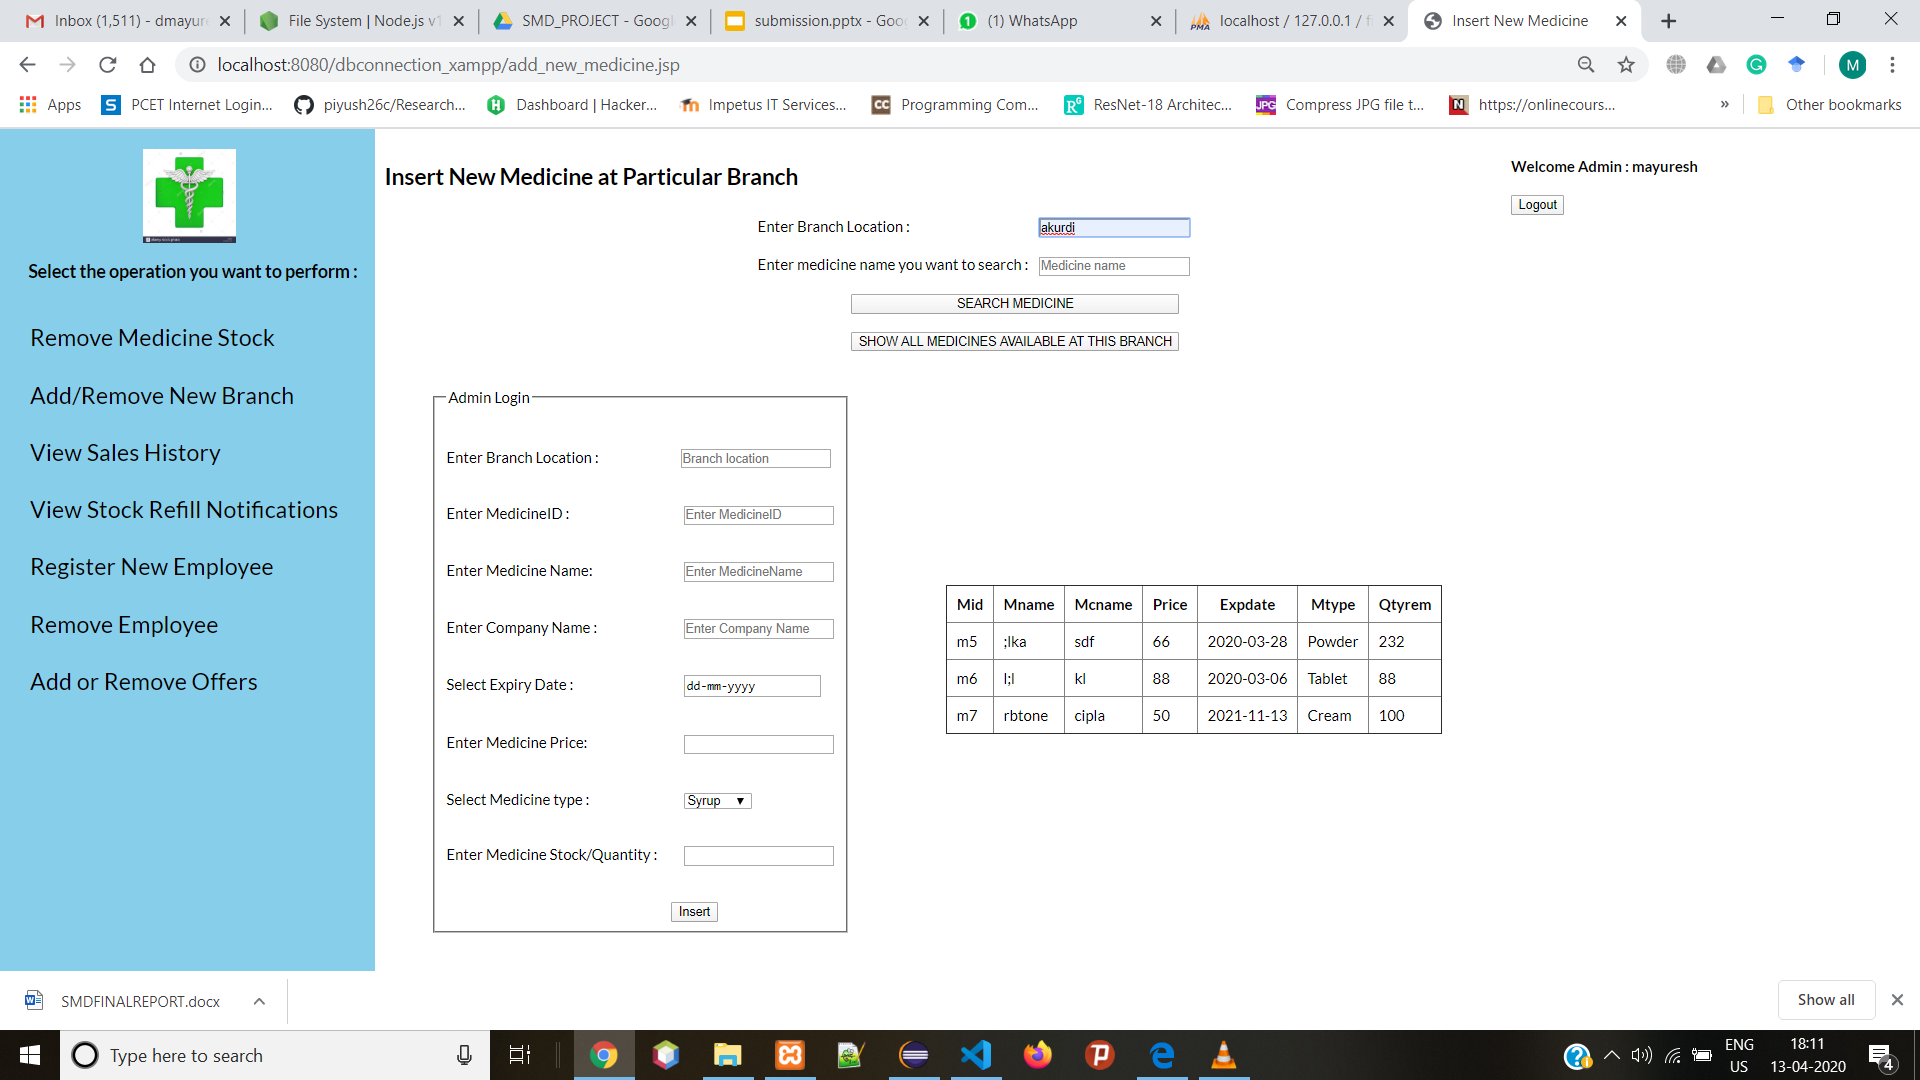 Inbox (1,511) - dmayur
File System | Node.js v1
SMD_PROJECT - Googl
submission.pptx - Goog
(1) WhatsApp
localhost / 127.0.0.1 / fi
Insert New Medicine
localhost:8080/dbconnection_xampp/add_new_medicine.jsp
M
Apps
PCET Internet Login...
piyush26c/Research...
Dashboard | Hacker...
Impetus IT Services...
Programming Com...
ResNet-18 Architec...
Compress JPG file t...
https://onlinecours...
»
Other bookmarks
Select the operation you want to perform :
Remove Medicine Stock
Add/Remove New Branch
View Sales History
View Stock Refill Notifications
Register New Employee
Remove Employee
Add or Remove Offers
Insert New Medicine at Particular Branch
Welcome Admin : mayuresh
Logout
Enter Branch Location : akurdi
Enter medicine name you want to search : Medicine name
SEARCH MEDICINE
SHOW ALL MEDICINES AVAILABLE AT THIS BRANCH
Admin Login
Enter Branch Location : Branch location
Enter MedicineID : Enter MedicineID
Enter Medicine Name: Enter MedicineName
Enter Company Name : Enter Company Name
Select Expiry Date : dd-mm-yyyy
Enter Medicine Price:
Select Medicine type : Syrup
Enter Medicine Stock/Quantity :
Insert
Mid Mname Mcname Price Expdate Mtype Qtyrem
m5 ;lka sdf 66 2020-03-28 Powder 232
m6 l;l kl 88 2020-03-06 Tablet 88
m7 rbtone cipla 50 2021-11-13 Cream 100
SMDFINALREPORT.docx
Show all
Type here to search
ENG
US
18:11
13-04-2020
4